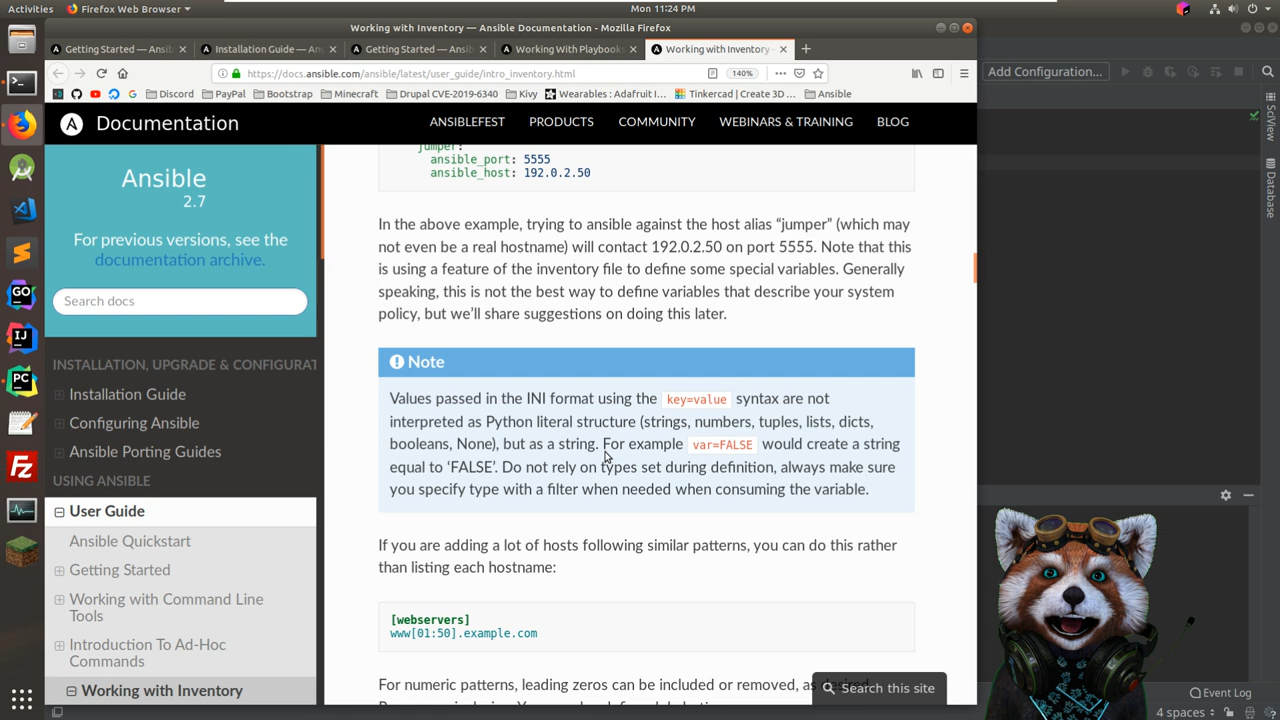 Activities
Firefox Web Browser
Mon 11:24 PM
Working with Inventory — Ansible Documentation - Mozilla Firefox
Getting Started — Ansib
Installation Guide — An
Getting Started — Ansib
Working With Playbooks
Working with Inventory
https://docs.ansible.com/ansible/latest/user_guide/intro_inventory.html
140%
Add Configuration...
Discord
PayPal
Bootstrap
Minecraft
Drupal CVE-2019-6340
Kivy
Wearables : Adafruit I...
Tinkercad | Create 3D ...
Ansible
Documentation
ANSIBLEFEST
PRODUCTS
COMMUNITY
WEBINARS & TRAINING
BLOG
SciView
Database
Ansible
2.7
For previous versions, see the
documentation archive.
Search docs
INSTALLATION, UPGRADE & CONFIGURAT
Installation Guide
Configuring Ansible
Ansible Porting Guides
USING ANSIBLE
User Guide
Ansible Quickstart
Getting Started
Working with Command Line
Tools
Introduction To Ad-Hoc
Commands
Working with Inventory
jumper:
ansible_port: 5555
ansible_host: 192.0.2.50
In the above example, trying to ansible against the host alias “jumper” (which may
not even be a real hostname) will contact 192.0.2.50 on port 5555. Note that this
is using a feature of the inventory file to define some special variables. Generally
speaking, this is not the best way to define variables that describe your system
policy, but we’ll share suggestions on doing this later.
Note
Values passed in the INI format using the key=value syntax are not
interpreted as Python literal structure (strings, numbers, tuples, lists, dicts,
booleans, None), but as a string. For example var=FALSE would create a string
equal to ‘FALSE’. Do not rely on types set during definition, always make sure
you specify type with a filter when needed when consuming the variable.
If you are adding a lot of hosts following similar patterns, you can do this rather
than listing each hostname:
[webservers]
www[01:50].example.com
For numeric patterns, leading zeros can be included or removed, as desired.
Search this site
Event Log
4 spaces